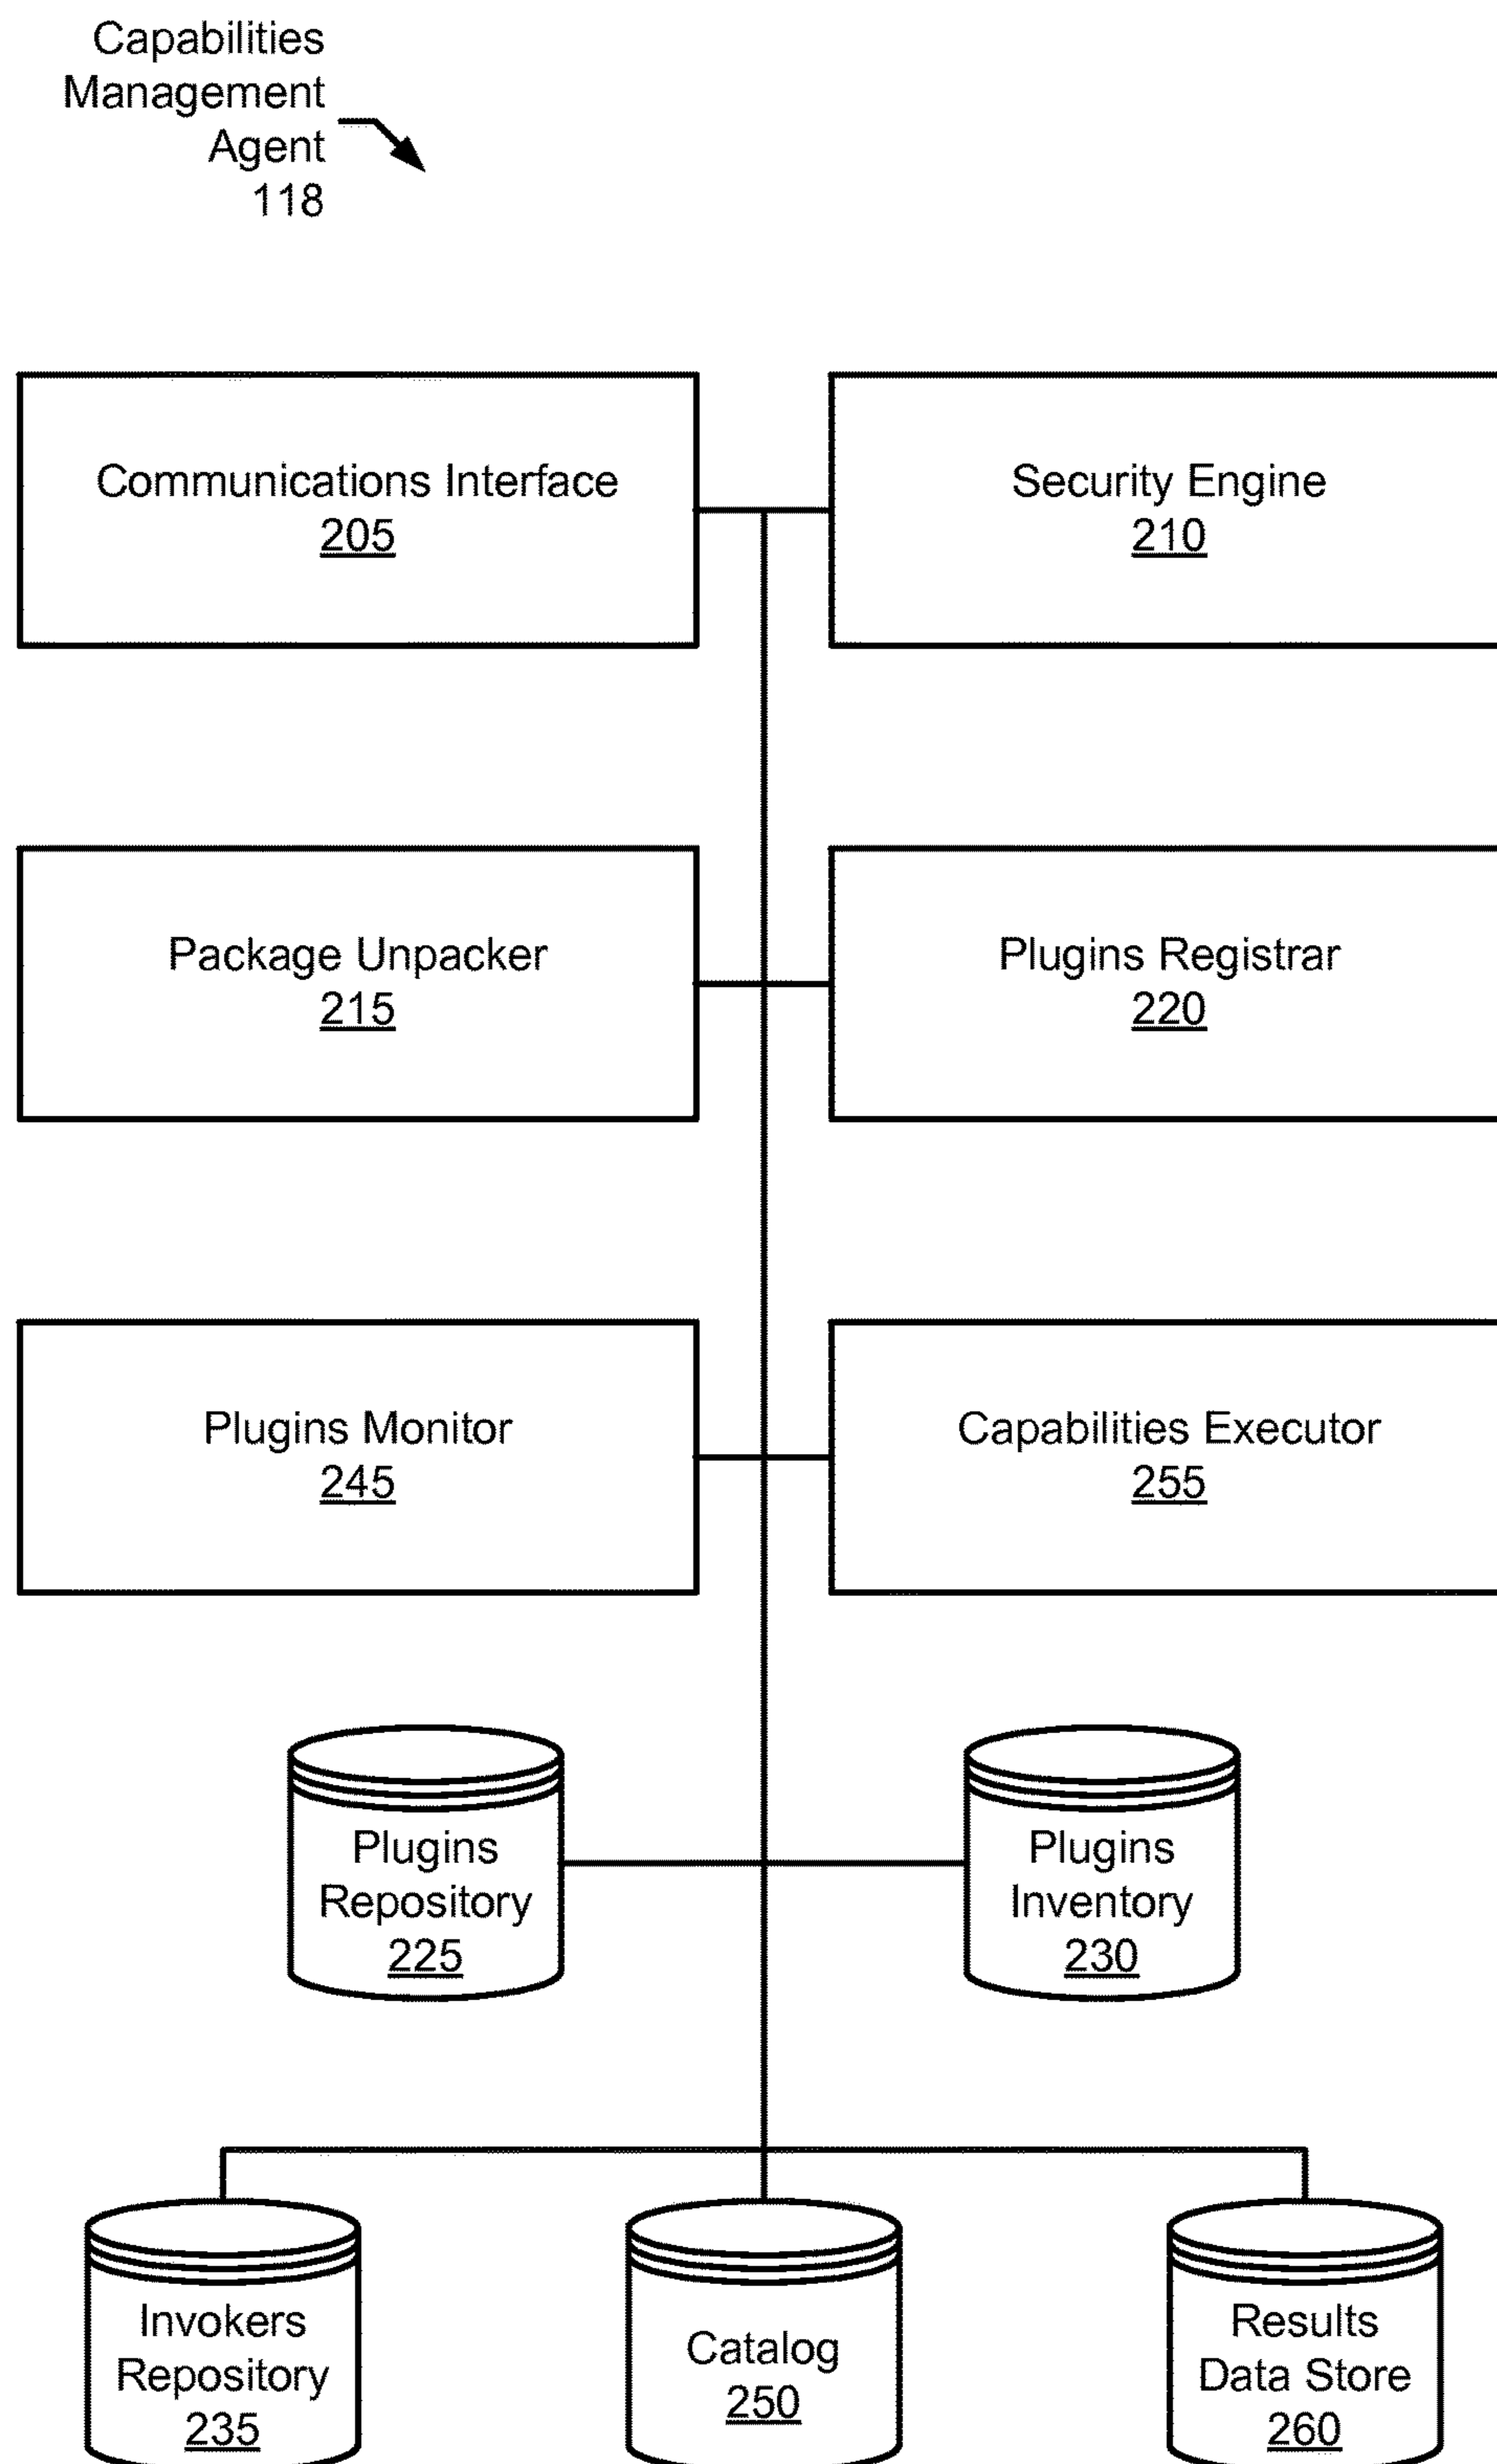 Capabilities
Management
Agent
118
Communications Interface
205
Security Engine
210
Package Unpacker
215
Plugins Registrar
220
Plugins Monitor
245
Capabilities Executor
255
Plugins
Repository
225
Plugins
Inventory
230
Invokers
Repository
235
Catalog
250
Results
Data Store
260